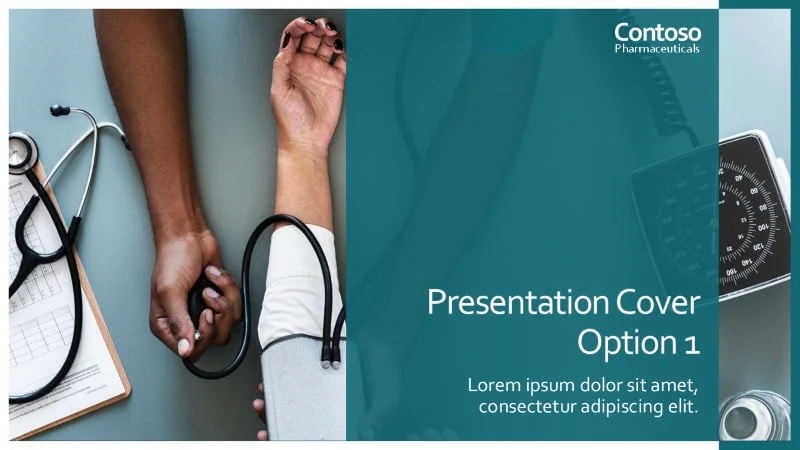 Contoso
Pharmaceuticals
Presentation Cover
Option 1
Lorem ipsum dolor sit amet,
consectetur adipiscing elit.